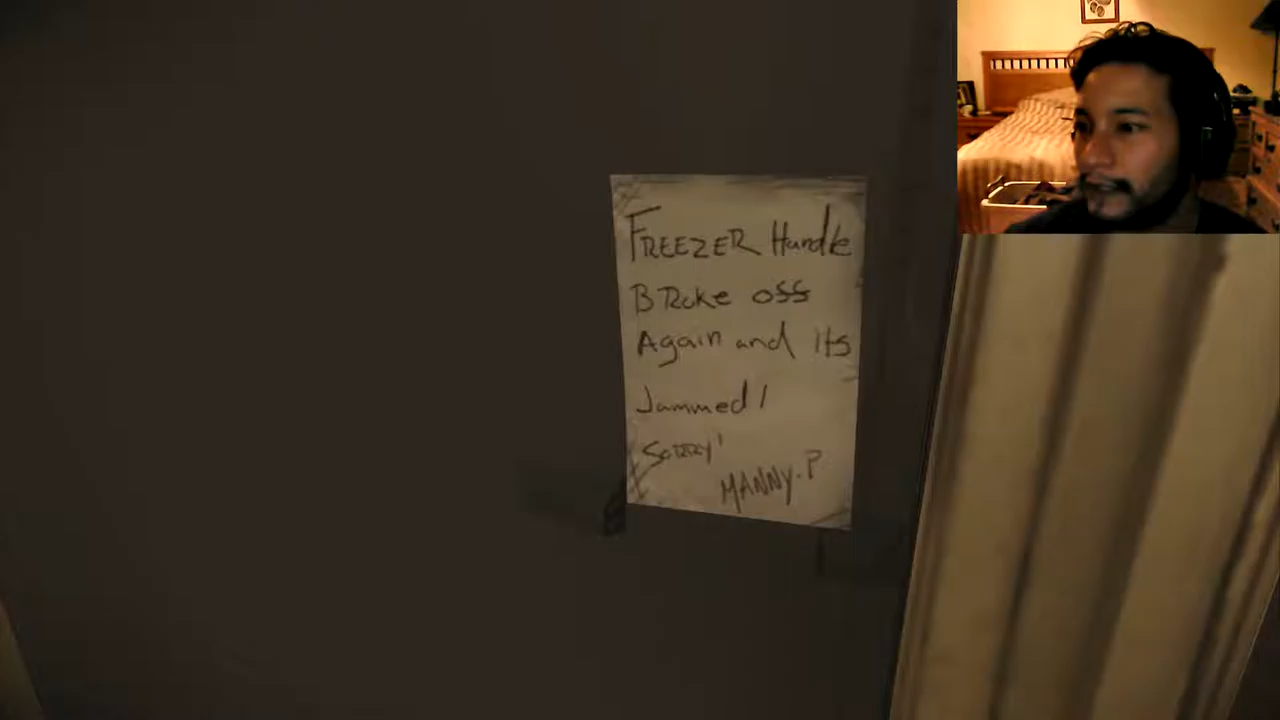 FREEZER Handle
BRoke off
Again and its
Jammed!
SoRRy!
MANNy.P